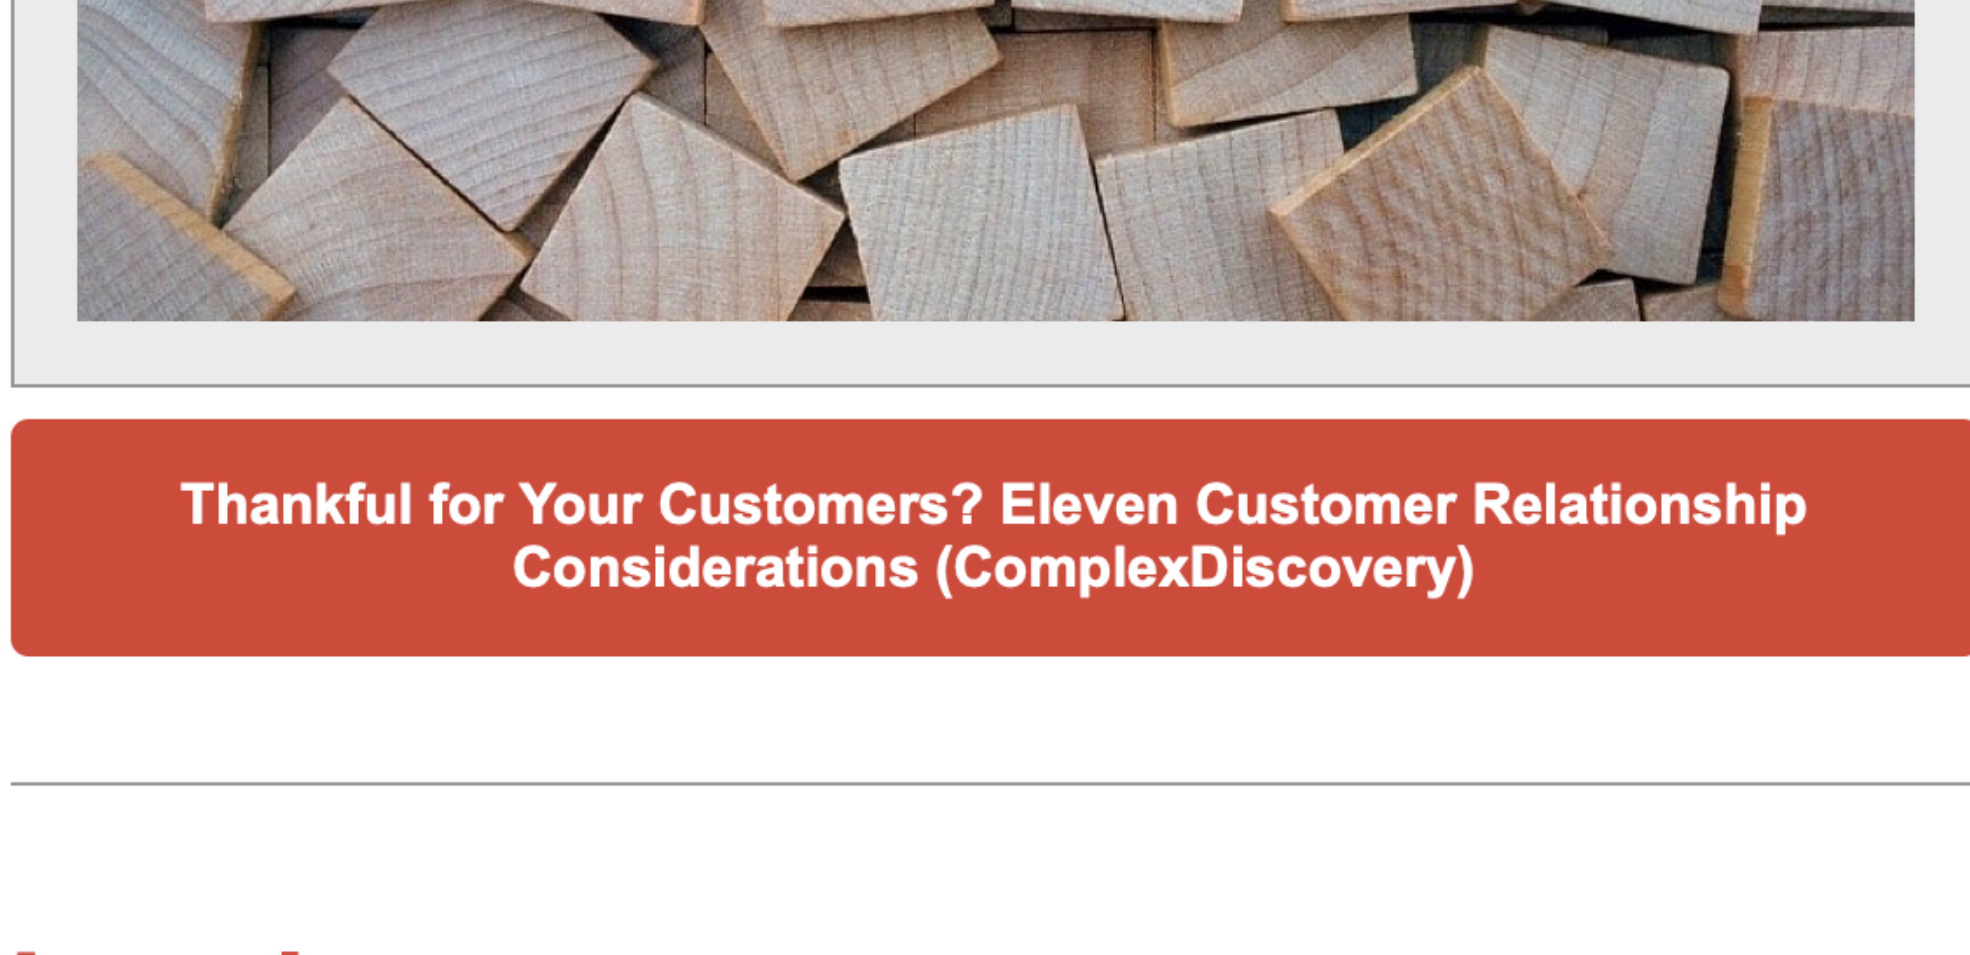 Thankful for Your Customers? Eleven Customer Relationship
Considerations (ComplexDiscovery)